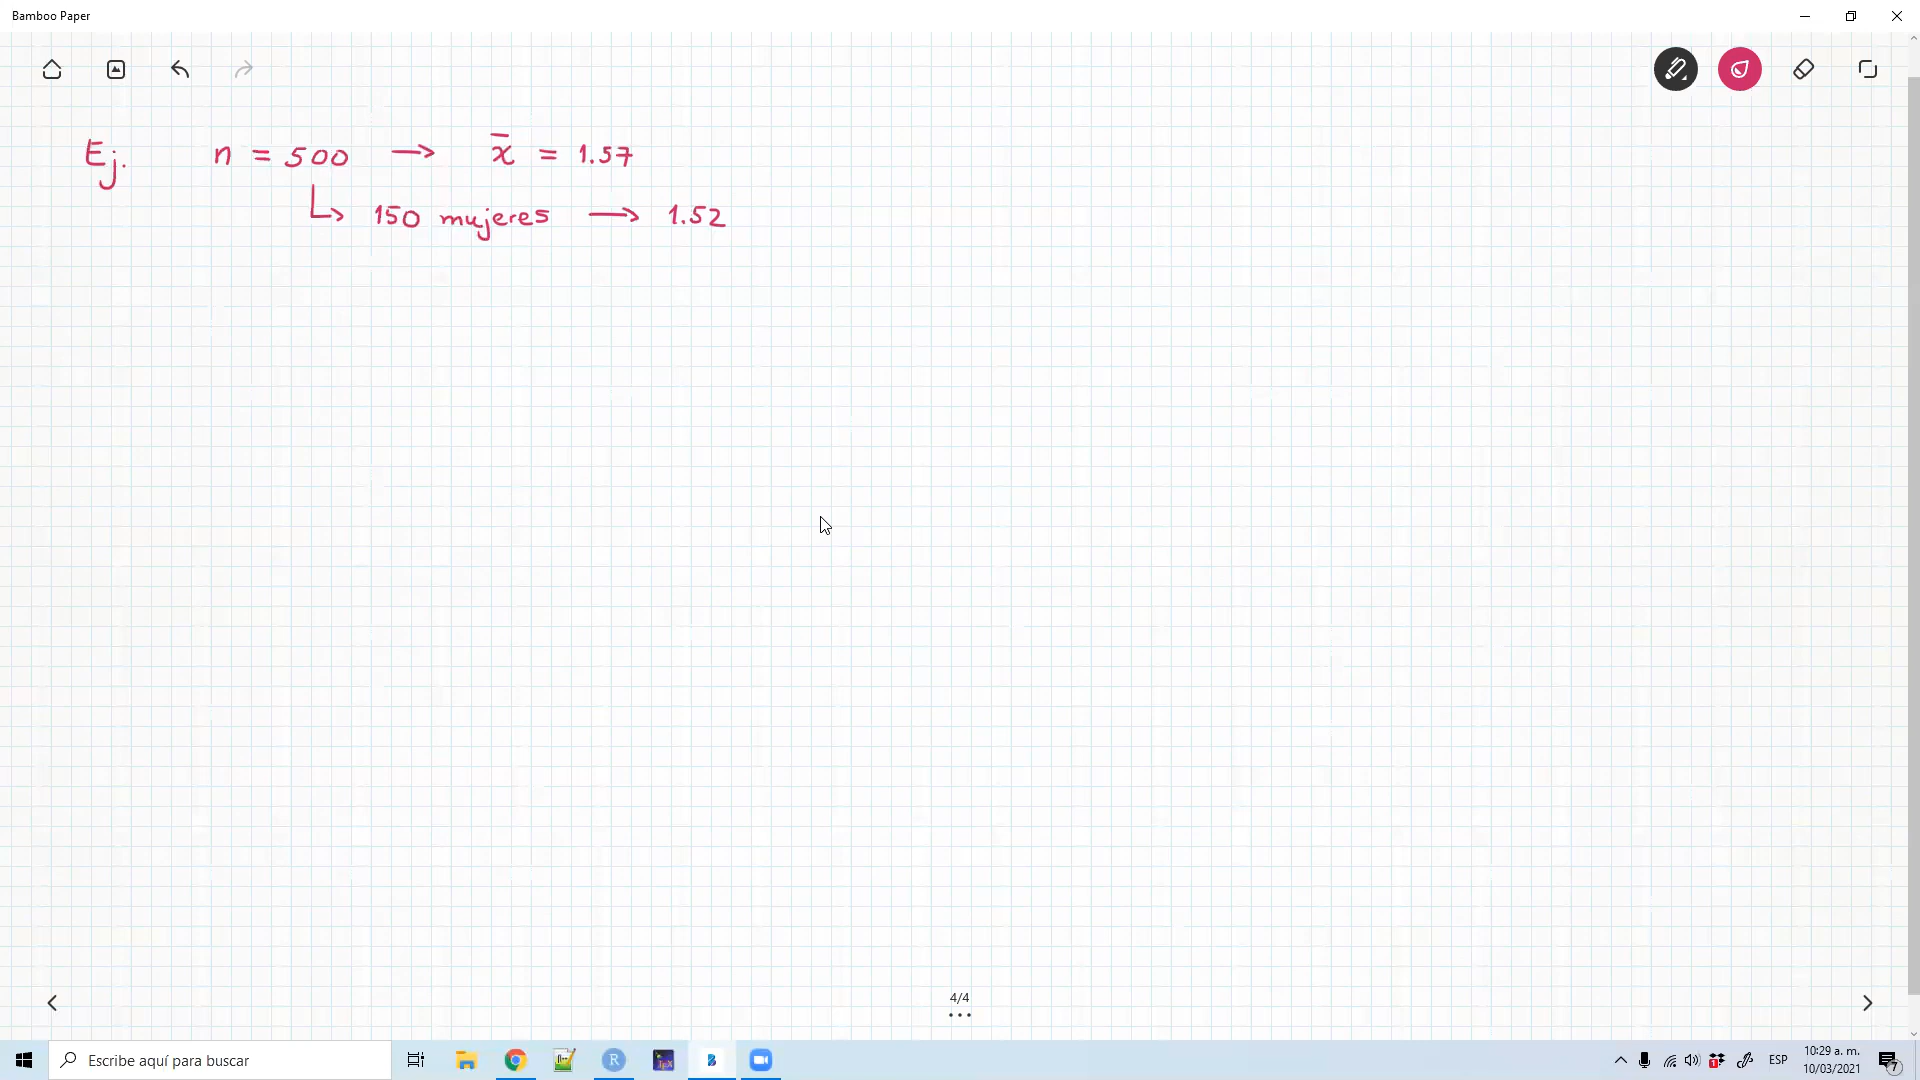 Bamboo Paper
Ej. n = 500 → x̄ = 1.57
↳ 150 mujeres → 1.52
4/4
Escribe aquí para buscar
ESP
10:29 a. m.
10/03/2021
7